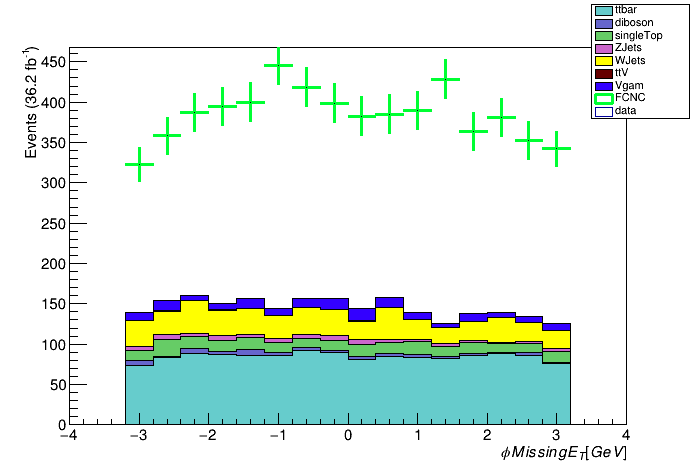 ttbar
diboson
singleTop
ZJets
WJets
ttV
Vgam
FCNC
data
Events (36.2 fb⁻¹)
450
400
350
300
250
200
150
100
50
0
−4 −3 −2 −1 0 1 2 3 4
ϕMissingE_T[GeV]